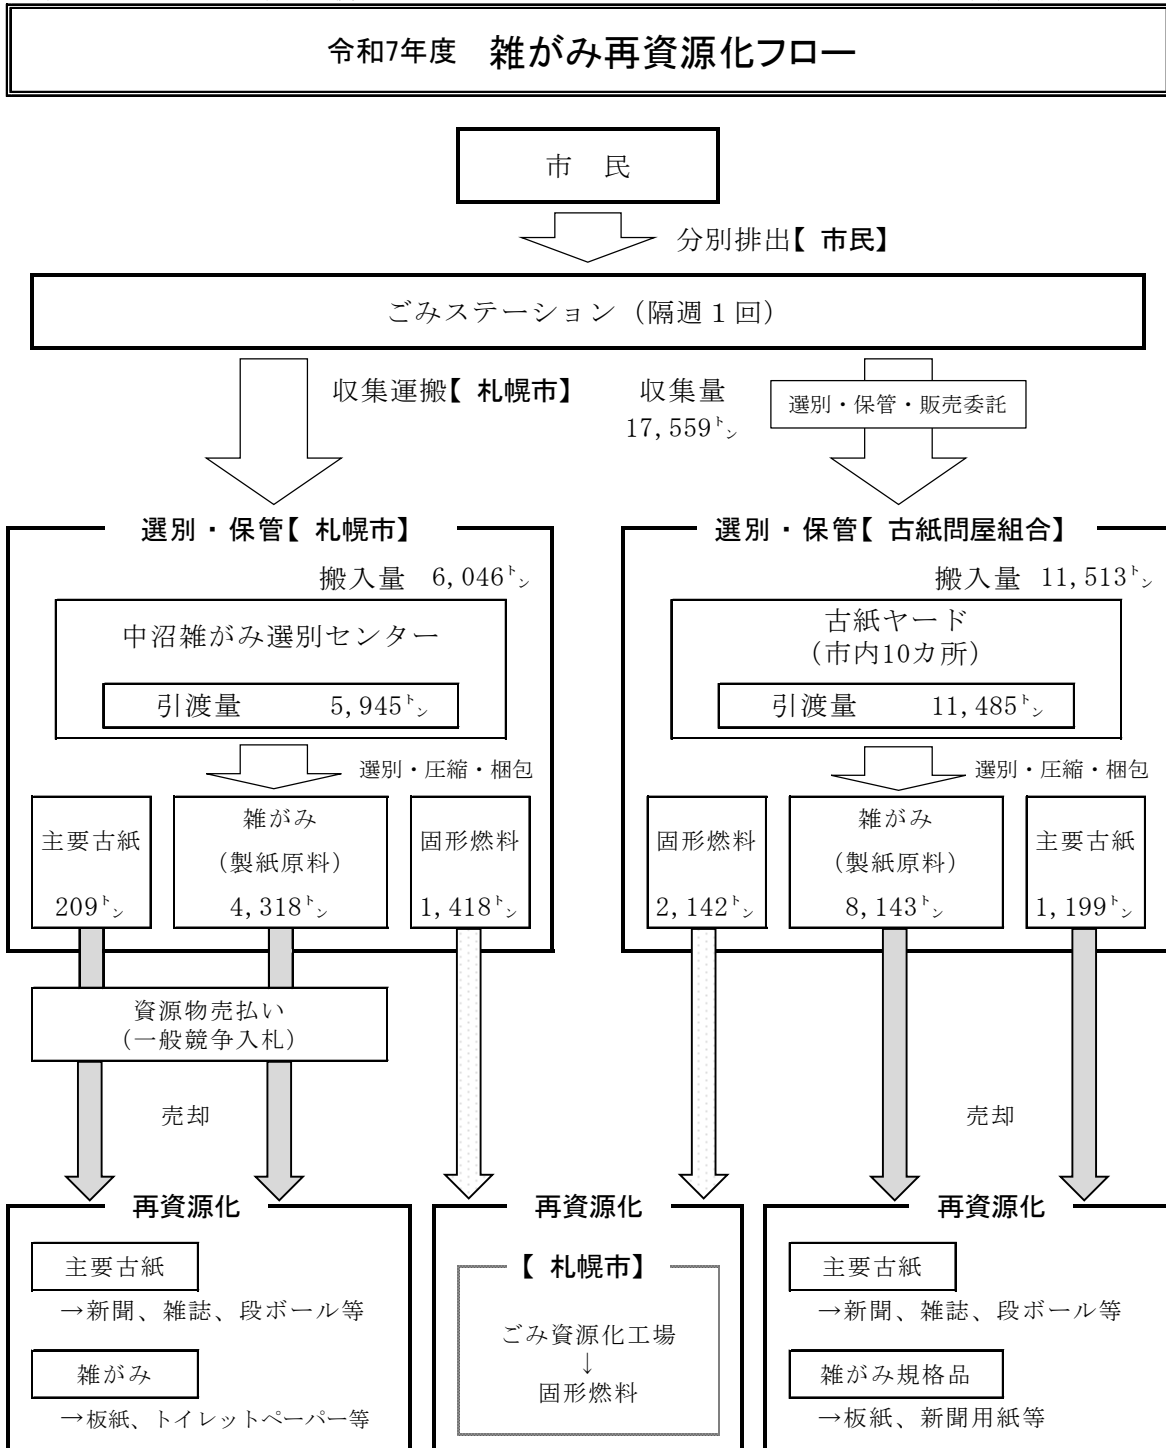 令和7年度 雑がみ再資源化フロー
市 民
分別排出【 市民】
ごみステーション（隔週１回）
収集運搬【 札幌市】
収集量
17,559㌧
選別・保管・販売委託
選別・保管【 札幌市】
搬入量 6,046㌧
中沼雑がみ選別センター
引渡量 5,945㌧
選別・圧縮・梱包
主要古紙
209㌧
雑がみ
（製紙原料）
4,318㌧
固形燃料
1,418㌧
選別・保管【 古紙問屋組合】
搬入量 11,513㌧
古紙ヤード
（市内10カ所）
引渡量 11,485㌧
選別・圧縮・梱包
固形燃料
2,142㌧
雑がみ
（製紙原料）
8,143㌧
主要古紙
1,199㌧
資源物売払い
（一般競争入札）
売却
売却
再資源化
主要古紙
→新聞、雑誌、段ボール等
雑がみ
→板紙、トイレットペーパー等
再資源化
【 札幌市】
ごみ資源化工場
↓
固形燃料
再資源化
主要古紙
→新聞、雑誌、段ボール等
雑がみ規格品
→板紙、新聞用紙等